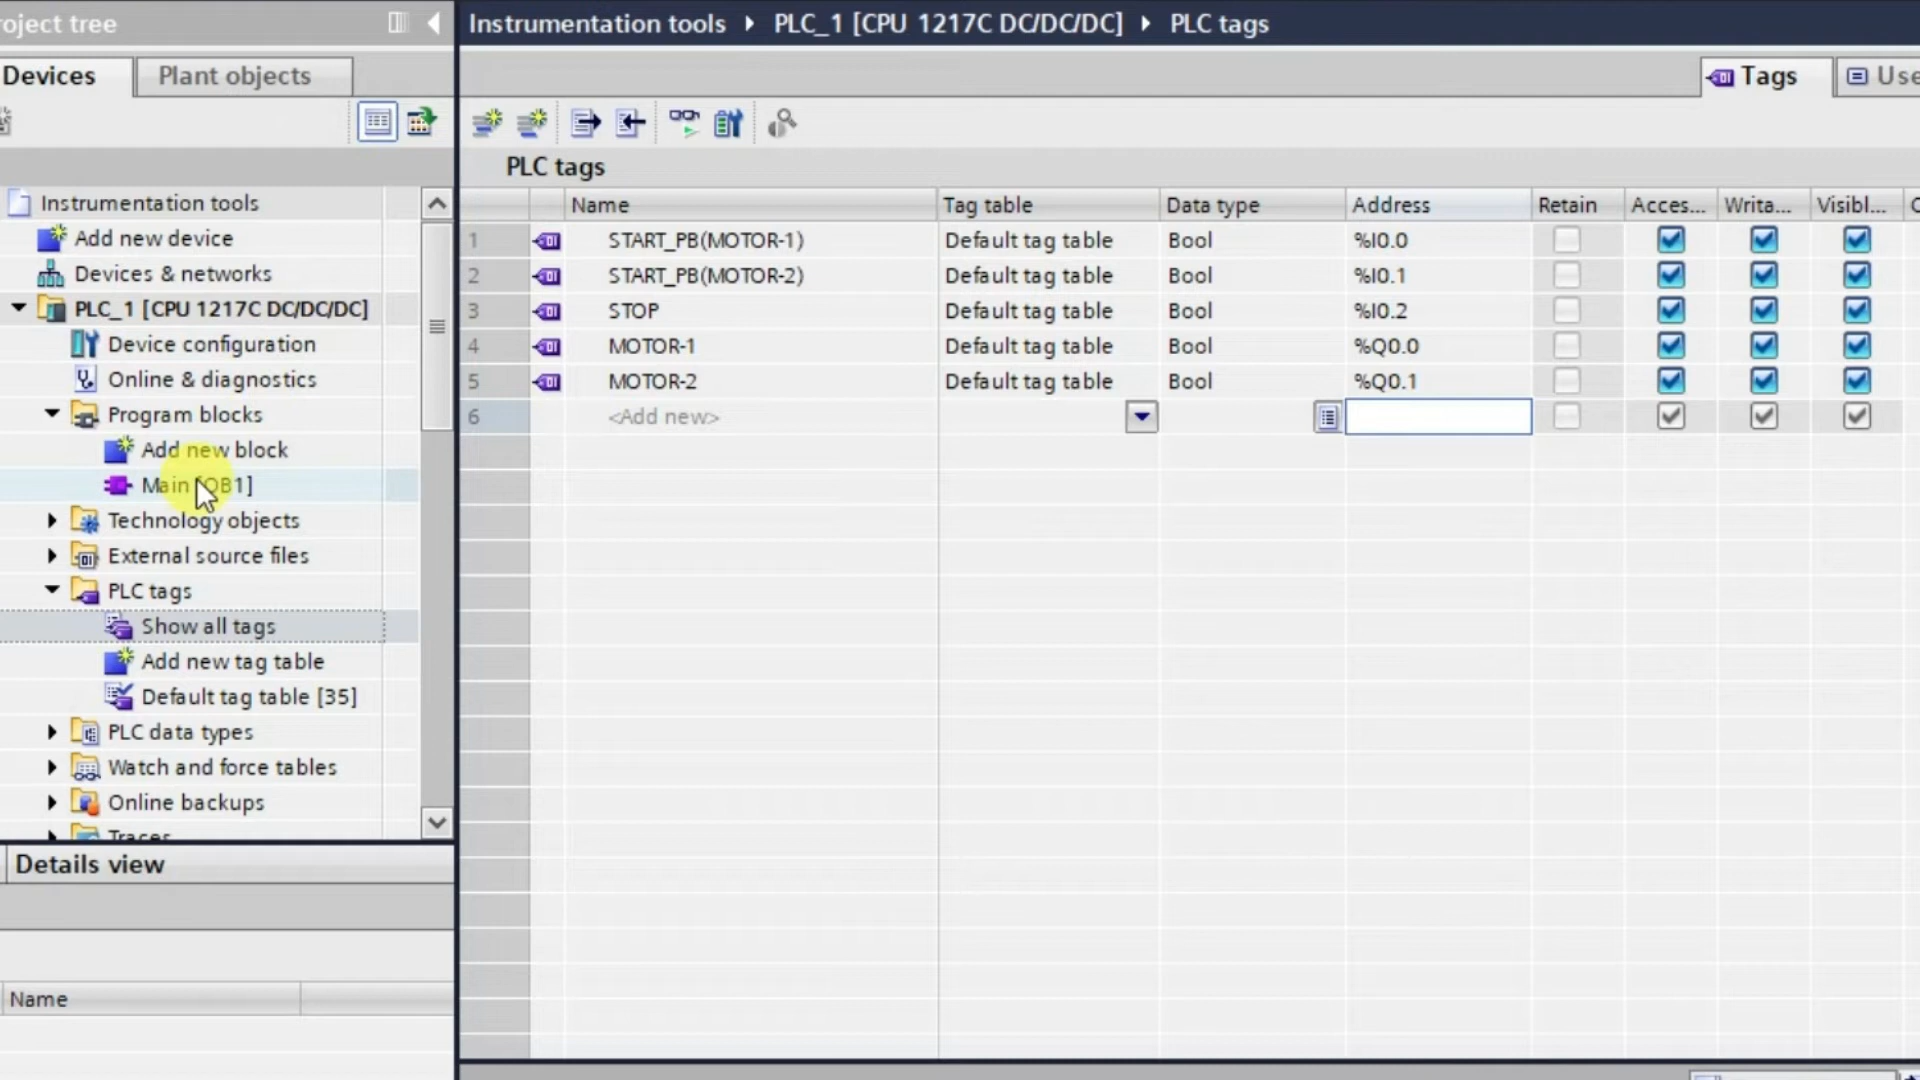 oject tree
Instrumentation tools PLC_1 [CPU 1217C DC/DC/DC] PLC tags
Devices Plant objects
Tags Use
PLC tags
Name Tag table Data type Address Retain Acces... Writa... Visibl... C
1 START_PB(MOTOR-1) Default tag table Bool %I0.0
2 START_PB(MOTOR-2) Default tag table Bool %I0.1
3 STOP Default tag table Bool %I0.2
4 MOTOR-1 Default tag table Bool %Q0.0
5 MOTOR-2 Default tag table Bool %Q0.1
6 <Add new>
Instrumentation tools
Add new device
Devices & networks
PLC_1 [CPU 1217C DC/DC/DC]
Device configuration
Online & diagnostics
Program blocks
Add new block
Main [OB1]
Technology objects
External source files
PLC tags
Show all tags
Add new tag table
Default tag table [35]
PLC data types
Watch and force tables
Online backups
Traces
Details view
Name